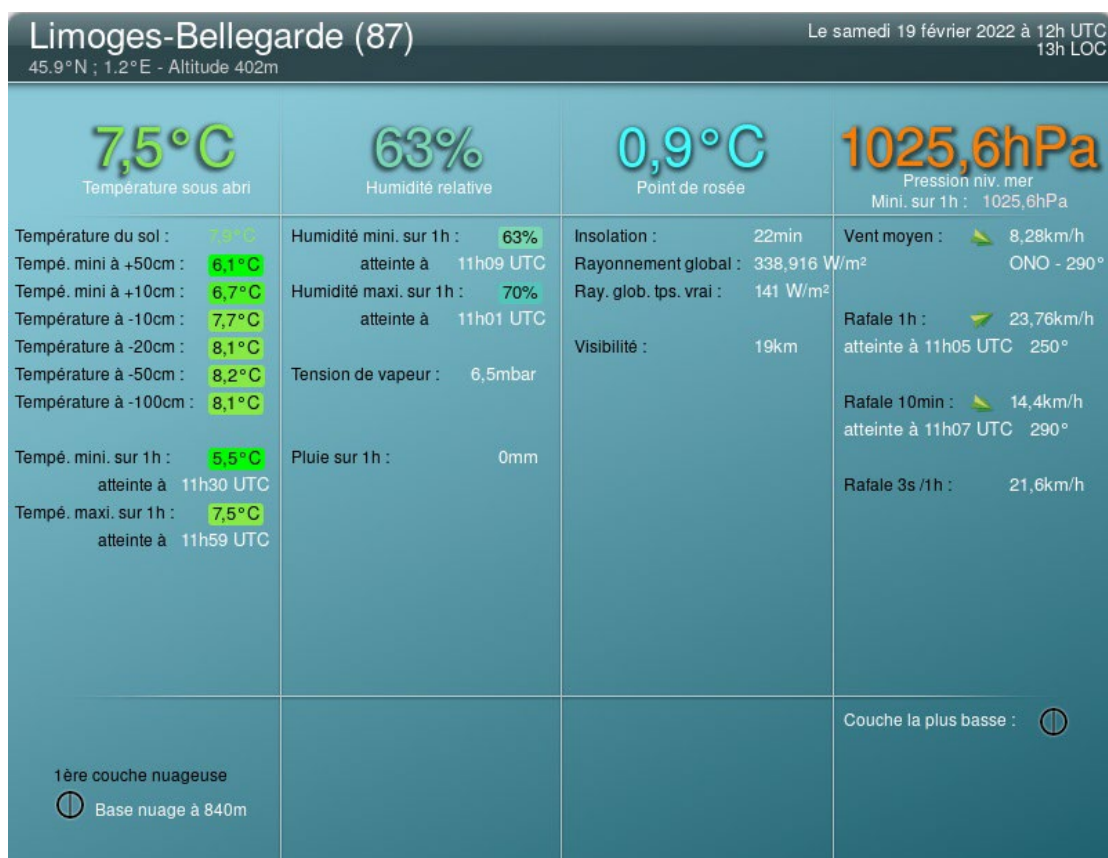 Limoges-Bellegarde (87)
45.9°N ; 1.2°E - Altitude 402m
Le samedi 19 février 2022 à 12h UTC
13h LOC
7,5°C
Température sous abri
63%
Humidité relative
0,9°C
Point de rosée
1025,6hPa
Pression niv. mer
Mini. sur 1h : 1025,6hPa
Température du sol : 7,9°C
Tempé. mini à +50cm : 6,1°C
Tempé. mini à +10cm : 6,7°C
Température à -10cm : 7,7°C
Température à -20cm : 8,1°C
Température à -50cm : 8,2°C
Température à -100cm : 8,1°C
Tempé. mini. sur 1h : 5,5°C
atteinte à 11h30 UTC
Tempé. maxi. sur 1h : 7,5°C
atteinte à 11h59 UTC
Humidité mini. sur 1h : 63%
atteinte à 11h09 UTC
Humidité maxi. sur 1h : 70%
atteinte à 11h01 UTC
Tension de vapeur : 6,5mbar
Pluie sur 1h : 0mm
Insolation : 22min
Rayonnement global : 338,916 W/m²
Ray. glob. tps. vrai : 141 W/m²
Visibilité : 19km
Vent moyen : 8,28km/h
ONO - 290°
Rafale 1h : 23,76km/h
atteinte à 11h05 UTC 250°
Rafale 10min : 14,4km/h
atteinte à 11h07 UTC 290°
Rafale 3s /1h : 21,6km/h
1ère couche nuageuse
Base nuage à 840m
Couche la plus basse :